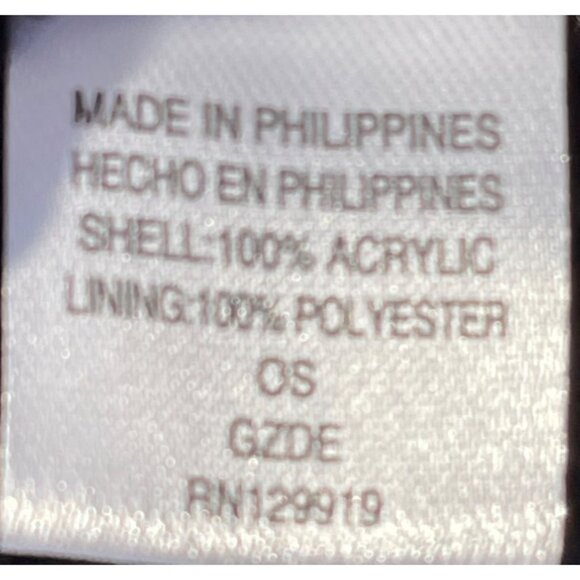 MADE IN PHILIPPINES
HECHO EN PHILIPPINES
SHELL:100% ACRYLIC
LINING:100% POLYESTER
OS
GZDE
RN129919